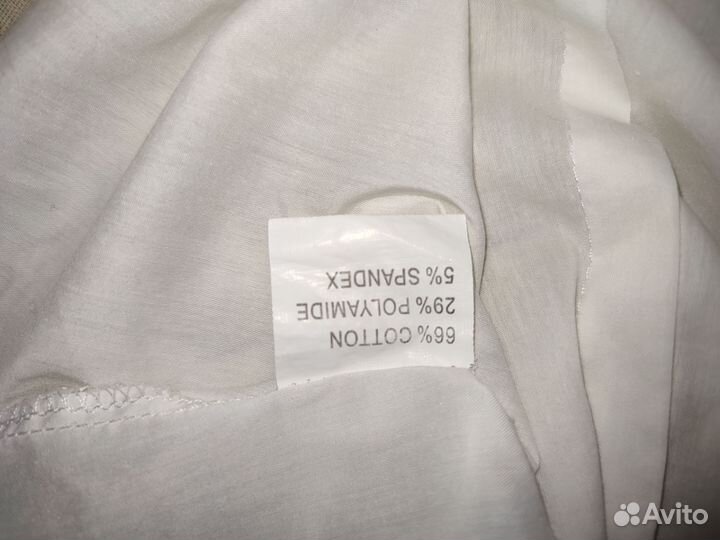 66% COTTON
29% POLYAMIDE
5% SPANDEX
Avito